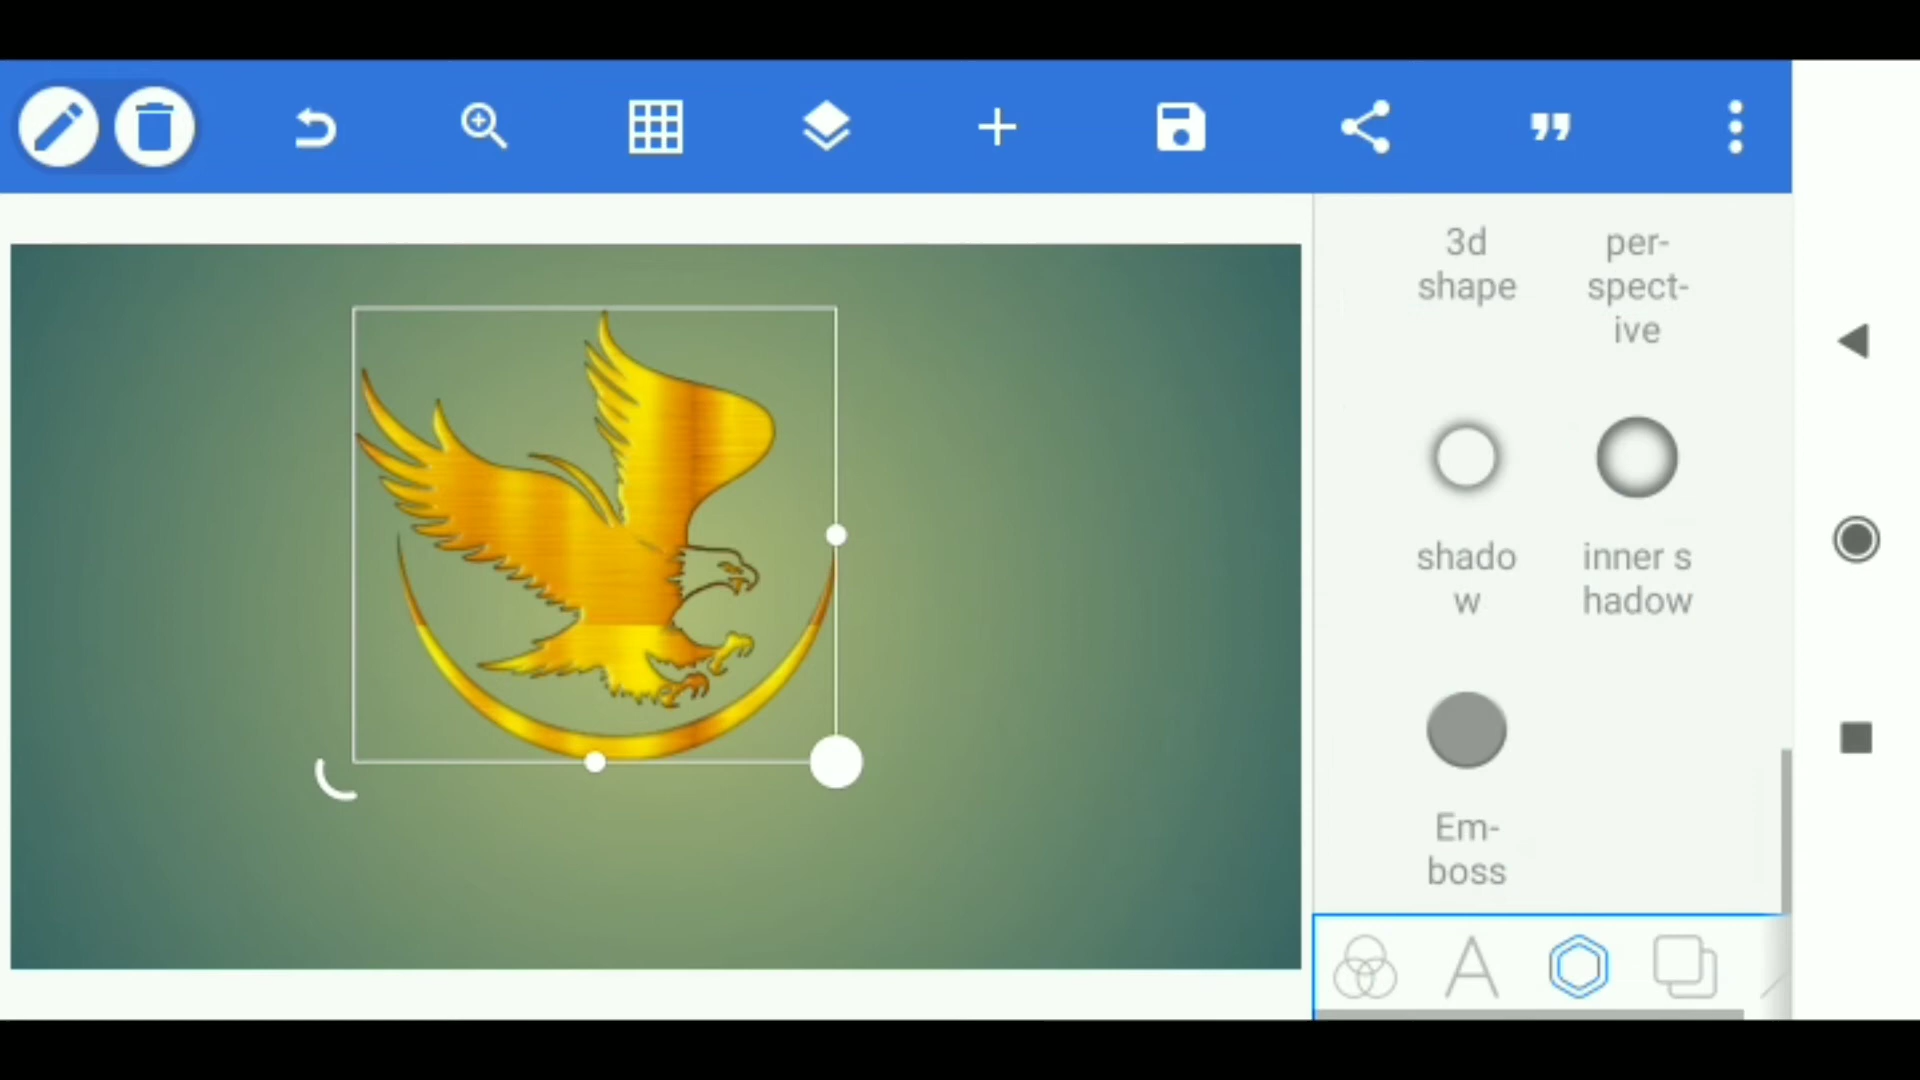 3d
shape
per-
spect-
ive
shado
w
inner s
hadow
Em-
boss